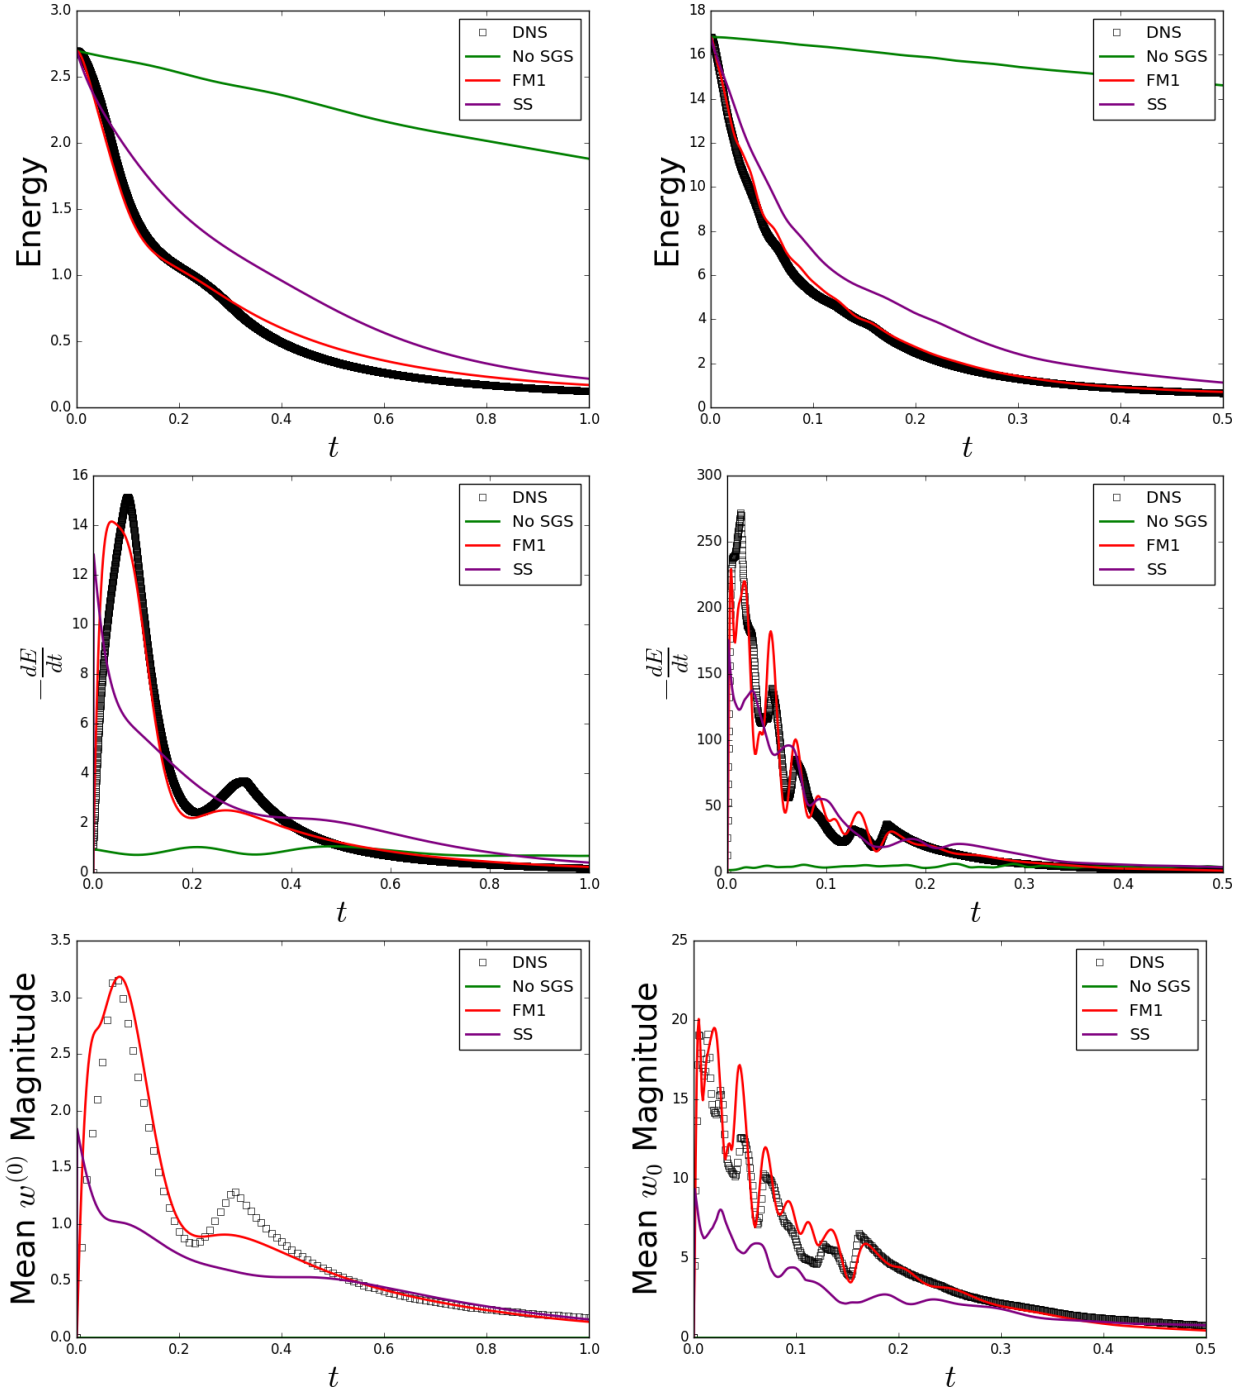 3.0
2.5
2.0
1.5
1.0
0.5
0.0
0.0 0.2 0.4 0.6 0.8 1.0
Energy
t
DNS
No SGS
FM1
SS
18
16
14
12
10
8
6
4
2
0
0.0 0.1 0.2 0.3 0.4 0.5
Energy
t
DNS
No SGS
FM1
SS
16
14
12
10
8
6
4
2
0
0.0 0.2 0.4 0.6 0.8 1.0
−dE/dt
t
DNS
No SGS
FM1
SS
300
250
200
150
100
50
0
0.0 0.1 0.2 0.3 0.4 0.5
−dE/dt
t
DNS
No SGS
FM1
SS
3.5
3.0
2.5
2.0
1.5
1.0
0.5
0.0
0.0 0.2 0.4 0.6 0.8 1.0
Mean w⁽⁰⁾ Magnitude
t
DNS
No SGS
FM1
SS
25
20
15
10
5
0
0.0 0.1 0.2 0.3 0.4 0.5
Mean w₀ Magnitude
t
DNS
No SGS
FM1
SS